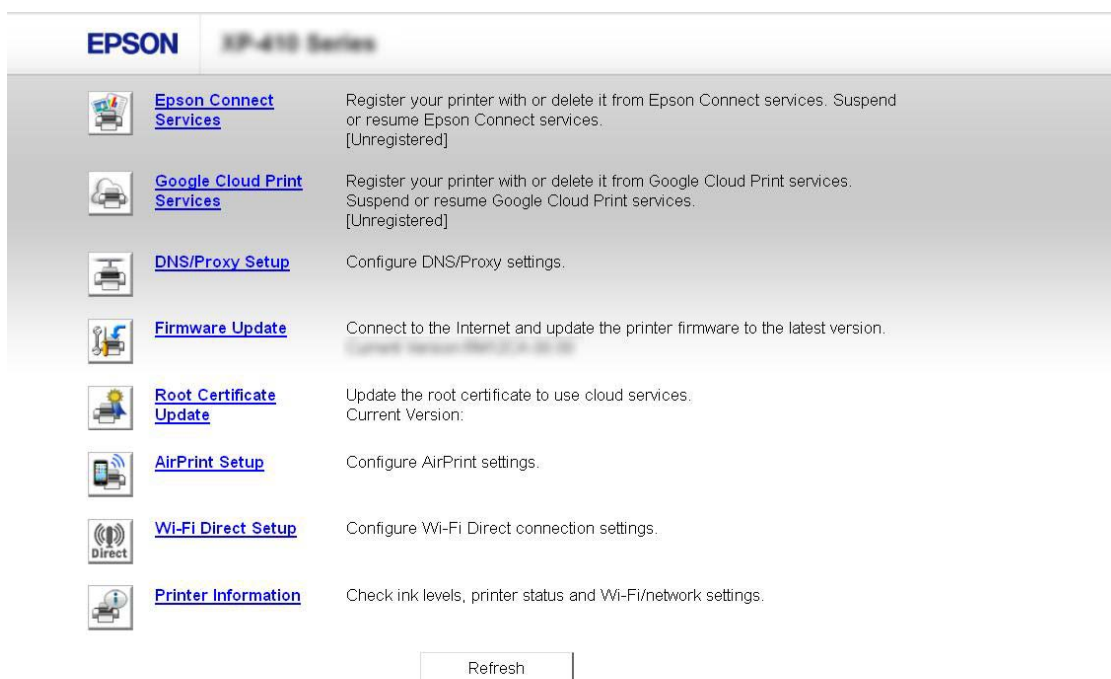 EPSON
XP-410 Series
Epson Connect
Services
Register your printer with or delete it from Epson Connect services. Suspend
or resume Epson Connect services.
[Unregistered]
Google Cloud Print
Services
Register your printer with or delete it from Google Cloud Print services.
Suspend or resume Google Cloud Print services.
[Unregistered]
DNS/Proxy Setup
Configure DNS/Proxy settings.
Firmware Update
Connect to the Internet and update the printer firmware to the latest version.
Root Certificate
Update
Update the root certificate to use cloud services.
Current Version:
AirPrint Setup
Configure AirPrint settings.
Direct
Wi-Fi Direct Setup
Configure Wi-Fi Direct connection settings.
Printer Information
Check ink levels, printer status and Wi-Fi/network settings.
Refresh